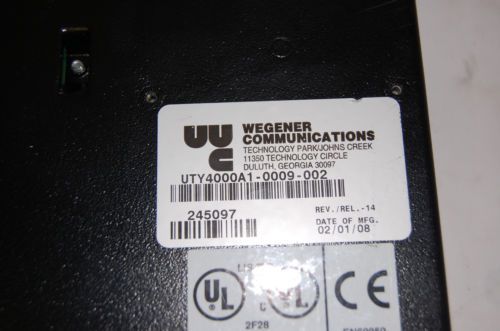 WEGENER
COMMUNICATIONS
TECHNOLOGY PARK/JOHNS CREEK
11350 TECHNOLOGY CIRCLE
DULUTH, GEORGIA 30097
UTY4000A1-0009-002
245097
REV./REL.-14
DATE OF MFG.
02/01/08
UL
C
UL
2F28